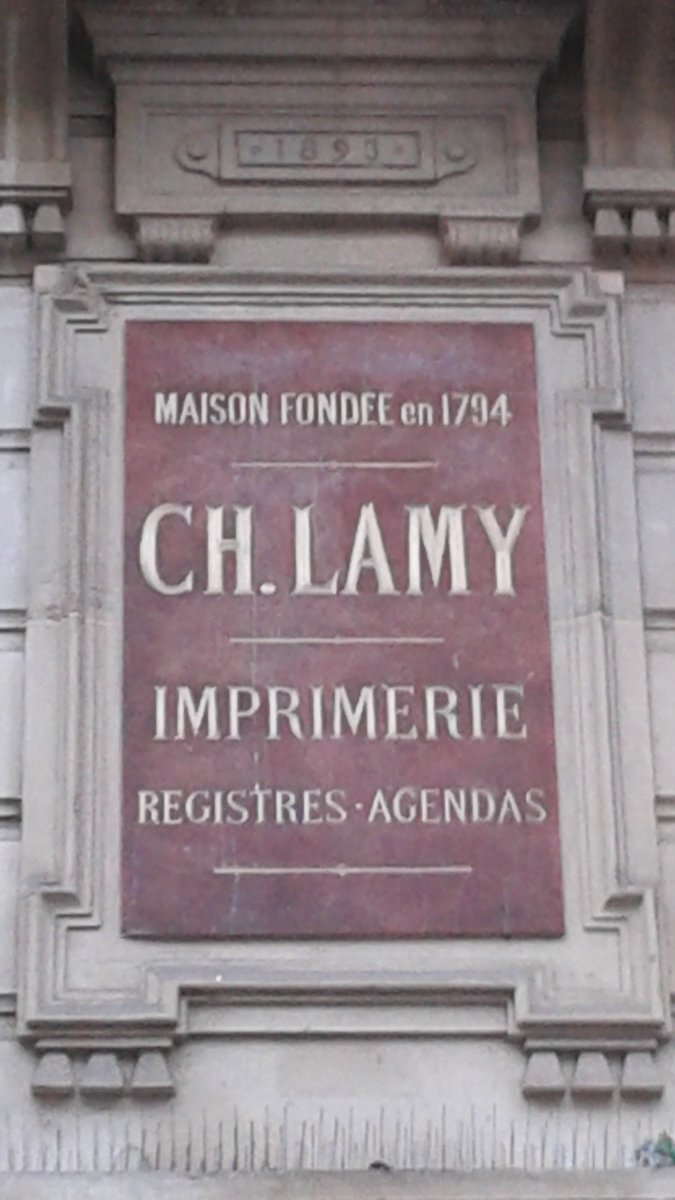 1893
MAISON FONDEE en 1794
CH. LAMY
IMPRIMERIE
REGISTRES · AGENDAS